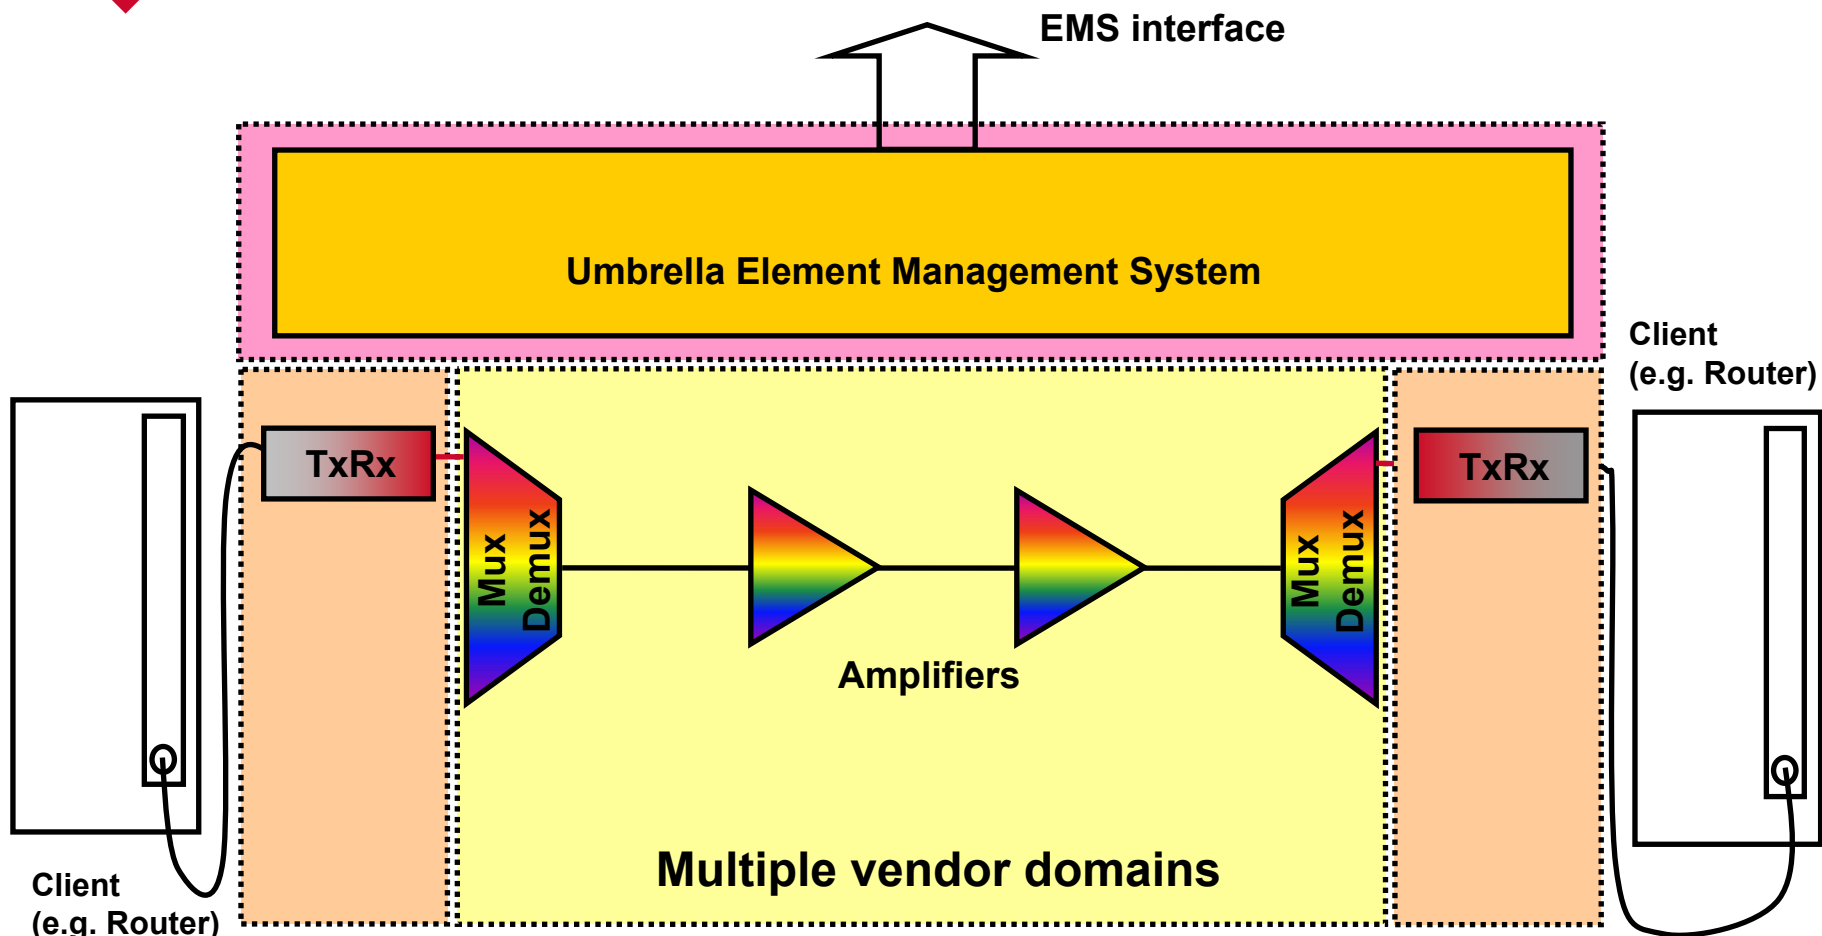 EMS interface
Umbrella Element Management System
Client
(e.g. Router)
TxRx
TxRx
Mux
Demux
Mux
Demux
Amplifiers
Multiple vendor domains
Client
(e.g. Router)